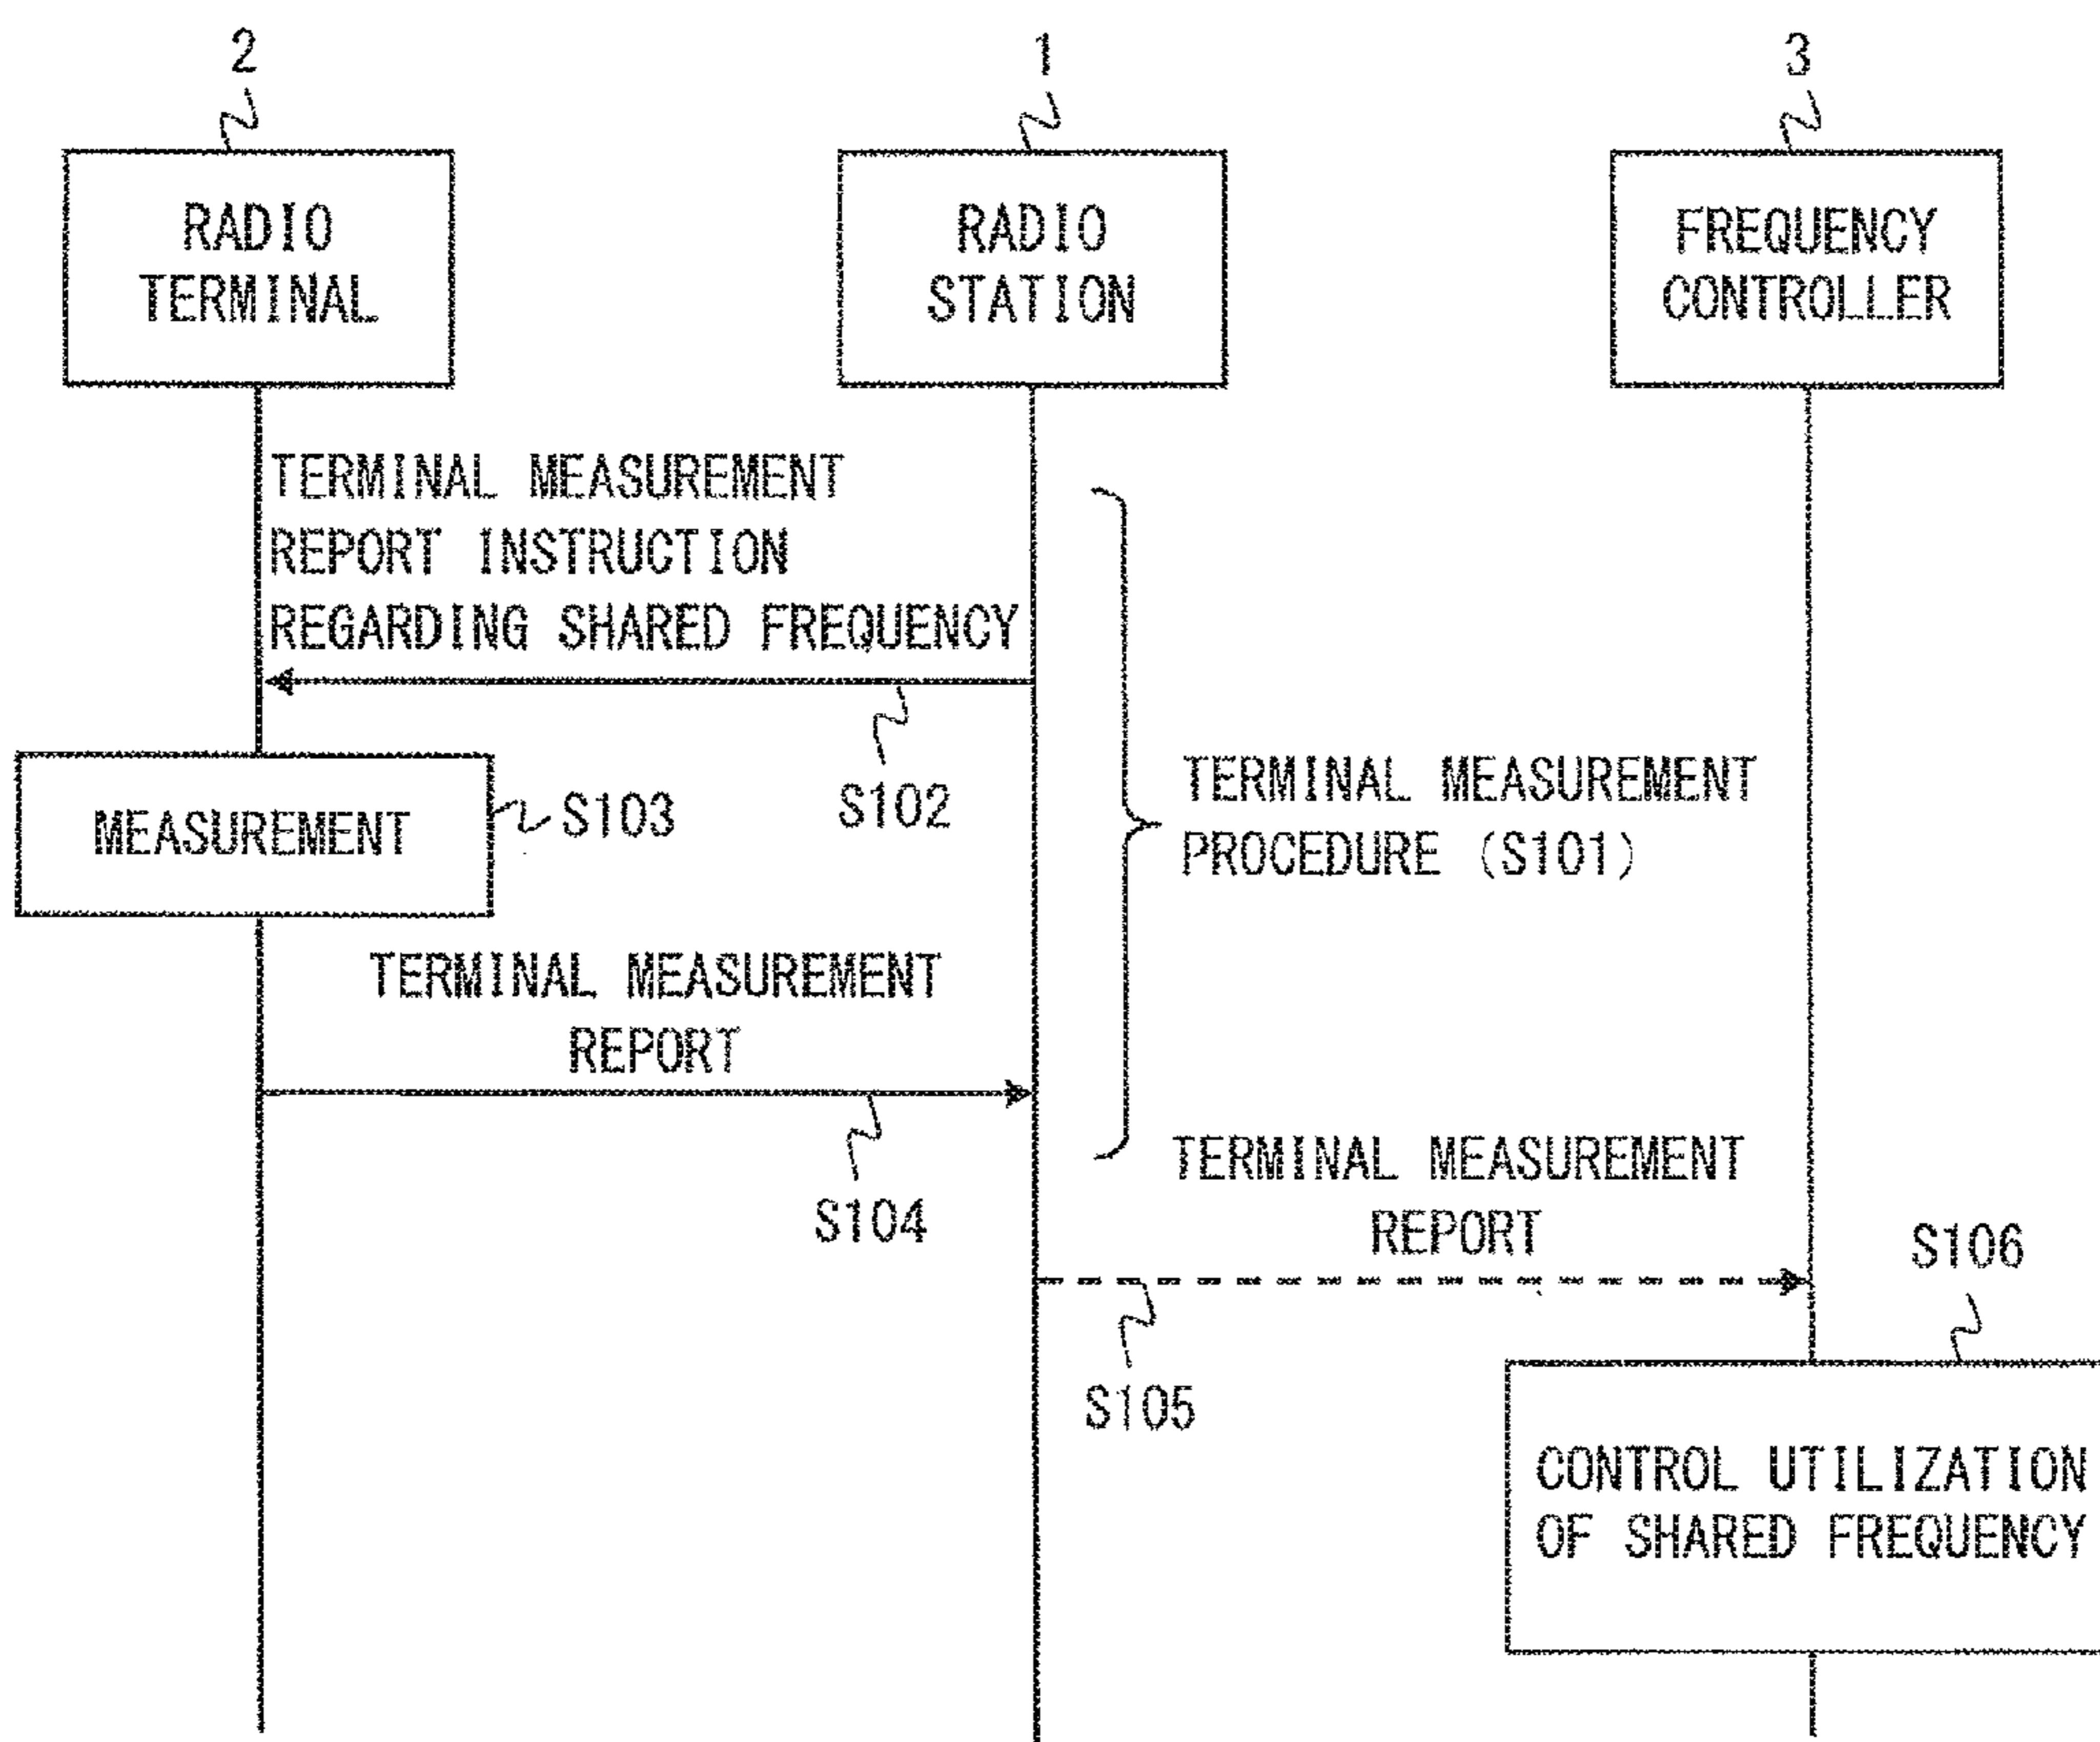 2
1
3
RADIO
TERMINAL
RADIO
STATION
FREQUENCY
CONTROLLER
TERMINAL MEASUREMENT
REPORT INSTRUCTION
REGARDING SHARED FREQUENCY
S102
MEASUREMENT
S103
TERMINAL MEASUREMENT
PROCEDURE (S101)
TERMINAL MEASUREMENT
REPORT
S104
TERMINAL MEASUREMENT
REPORT
S105
S106
CONTROL UTILIZATION
OF SHARED FREQUENCY